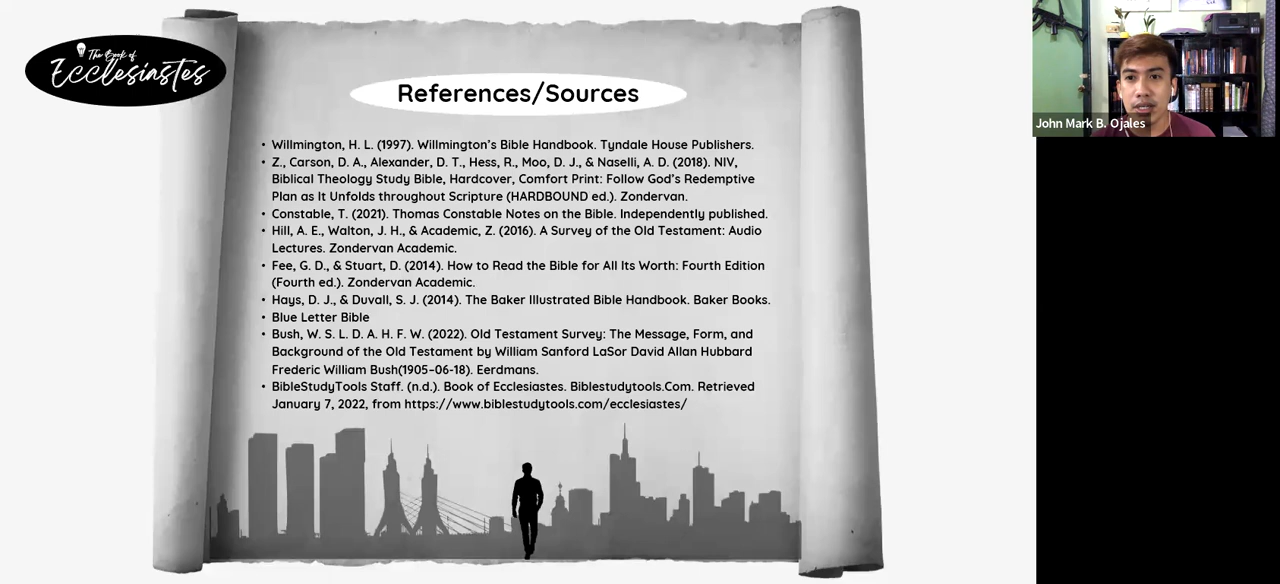 The Book of
Ecclesiastes
References/Sources
• Willmington, H. L. (1997). Willmington's Bible Handbook. Tyndale House Publishers.
• Z., Carson, D. A., Alexander, D. T., Hess, R., Moo, D. J., & Naselli, A. D. (2018). NIV,
Biblical Theology Study Bible, Hardcover, Comfort Print: Follow God's Redemptive
Plan as It Unfolds throughout Scripture (HARDBOUND ed.). Zondervan.
• Constable, T. (2021). Thomas Constable Notes on the Bible. Independently published.
• Hill, A. E., Walton, J. H., & Academic, Z. (2016). A Survey of the Old Testament: Audio
Lectures. Zondervan Academic.
• Fee, G. D., & Stuart, D. (2014). How to Read the Bible for All Its Worth: Fourth Edition
(Fourth ed.). Zondervan Academic.
• Hays, D. J., & Duvall, S. J. (2014). The Baker Illustrated Bible Handbook. Baker Books.
• Blue Letter Bible
• Bush, W. S. L. D. A. H. F. W. (2022). Old Testament Survey: The Message, Form, and
Background of the Old Testament by William Sanford LaSor David Allan Hubbard
Frederic William Bush(1905-06-18). Eerdmans.
• BibleStudyTools Staff. (n.d.). Book of Ecclesiastes. Biblestudytools.Com. Retrieved
January 7, 2022, from https://www.biblestudytools.com/ecclesiastes/
John Mark B. Ojales